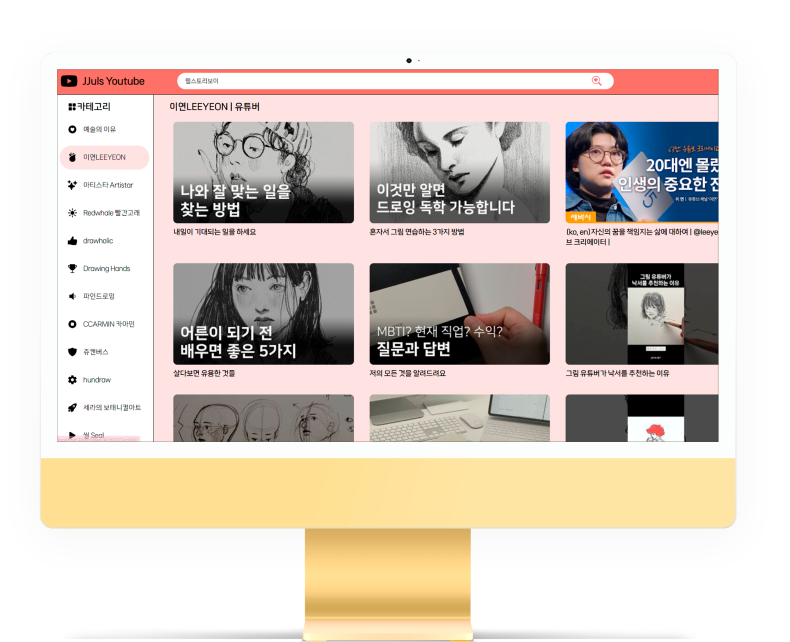 JJuls Youtube
웹스토리보이
카테고리
예술의 이유
이연LEEYEON
아티스타 Artistar
Redwhale 빨간고래
drawholic
Drawing Hands
파인드로잉
CCARMIN 카아민
쥬캔버스
hundraw
세라의 보태니컬아트
씰 Seal
이연LEEYEON | 유튜버
나와 잘 맞는 일을
찾는 방법
내일이 기대되는 일을 하세요
이것만 알면
드로잉 독학 가능합니다
혼자서 그림 연습하는 3가지 방법
20대엔 몰랐
인생의 중요한 진
세바시
(ko, en)자신의 꿈을 책임지는 삶에 대하여 | @leeye
브 크리에이터 |
어른이 되기 전
배우면 좋은 5가지
살다보면 유용한 것들
MBTI? 현재 직업? 수익?
질문과 답변
저의 모든 것을 알려드려요
그림 유튜버가
낙서를 추천하는 이유
그림 유튜버가 낙서를 추천하는 이유